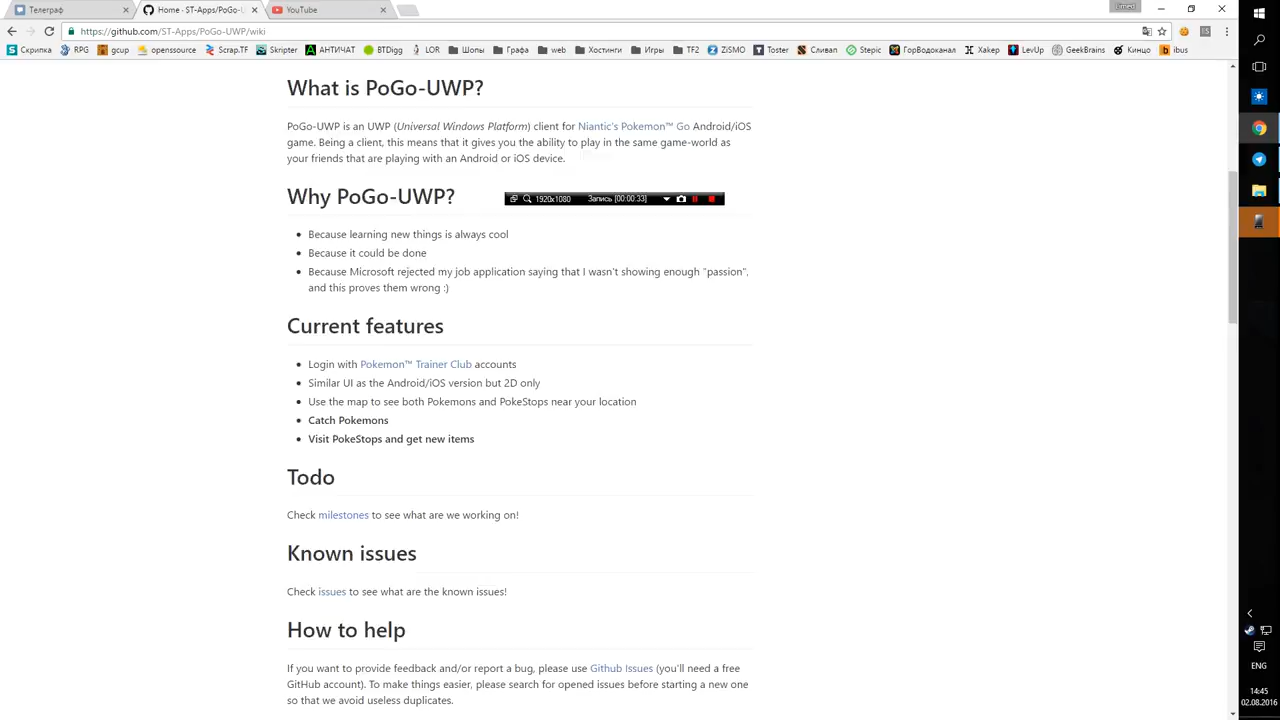 Телеграф
Home · ST-Apps/PoGo-U
YouTube
https://github.com/ST-Apps/PoGo-UWP/wiki
Скрипка RPG gcup openssource Scrap.TF Skripter АНТИЧАТ BTDigg LOR Шопы Графа web Хостинги Игры TF2 ZiSMO Toster Сливап Stepic ГорВодоканал Хакер LevUp GeekBrains Кинцо ibus
What is PoGo-UWP?
PoGo-UWP is an UWP (Universal Windows Platform) client for Niantic's Pokemon™ Go Android/iOS
game. Being a client, this means that it gives you the ability to play in the same game-world as
your friends that are playing with an Android or iOS device.
Why PoGo-UWP?
1920x1080 Запись [00:00:33]
Because learning new things is always cool
Because it could be done
Because Microsoft rejected my job application saying that I wasn't showing enough "passion",
and this proves them wrong :)
Current features
Login with Pokemon™ Trainer Club accounts
Similar UI as the Android/iOS version but 2D only
Use the map to see both Pokemons and PokeStops near your location
Catch Pokemons
Visit PokeStops and get new items
Todo
Check milestones to see what are we working on!
Known issues
Check issues to see what are the known issues!
How to help
If you want to provide feedback and/or report a bug, please use Github Issues (you'll need a free
GitHub account). To make things easier, please search for opened issues before starting a new one
so that we avoid useless duplicates.
ENG
14:45
02.08.2016